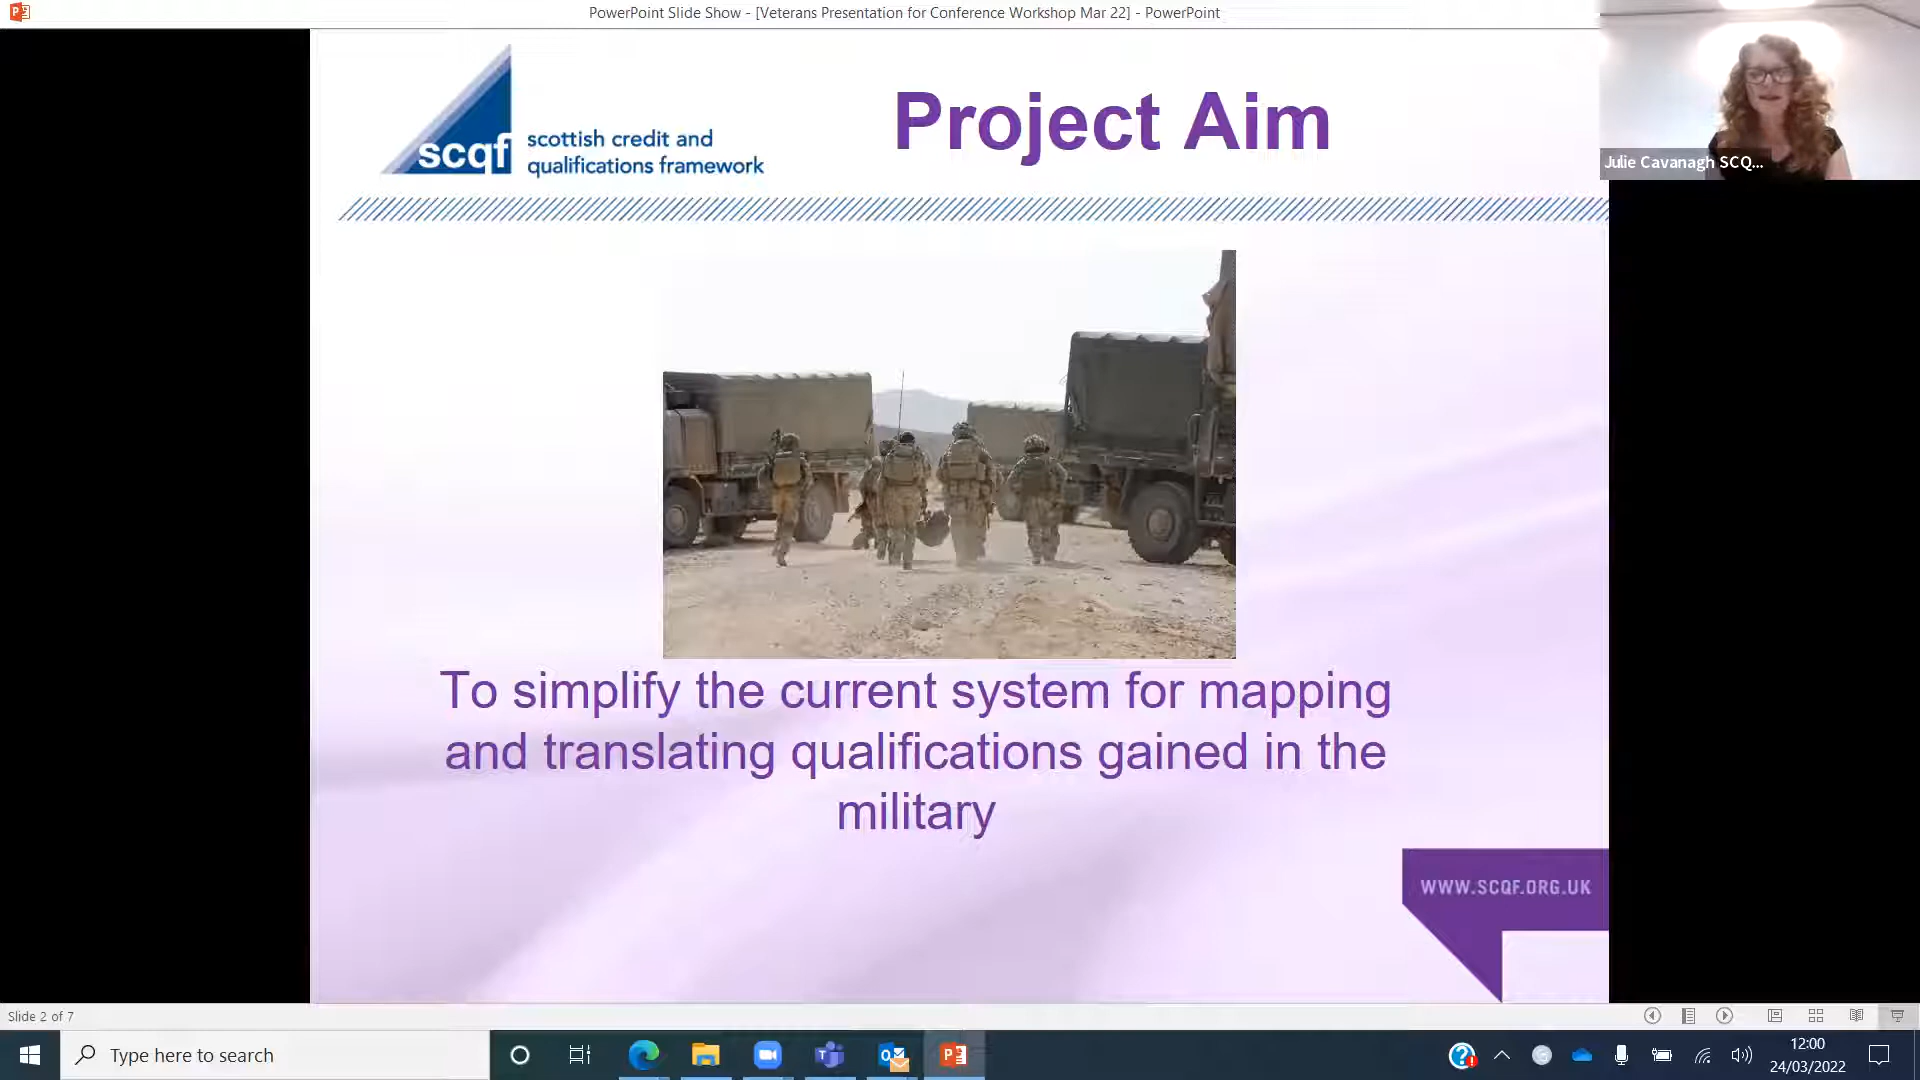 PowerPoint Slide Show - [Veterans Presentation for Conference Workshop Mar 22] - PowerPoint
scqf
scottish credit and
qualifications framework
Project Aim
Julie Cavanagh SCQ...
To simplify the current system for mapping
and translating qualifications gained in the
military
WWW.SCQF.ORG.UK
Slide 2 of 7
Type here to search
12:00
24/03/2022